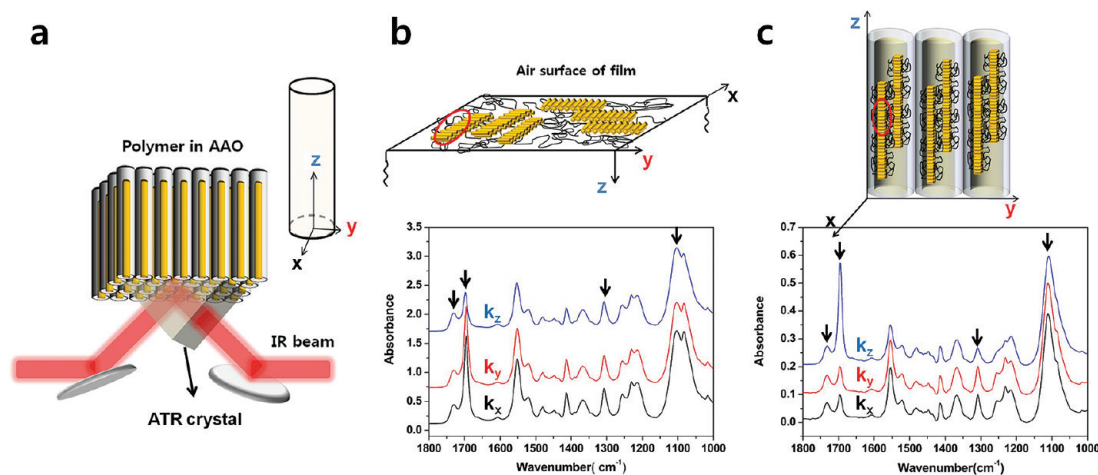 a
Polymer in AAO
z
y
x
IR beam
ATR crystal
b
Air surface of film
x
y
z
Absorbance
3.5
3.0
2.5
2.0
1.5
1.0
0.5
0.0
kz
ky
kx
1800 1700 1600 1500 1400 1300 1200 1100 1000
Wavenumber( cm-1)
c
z
y
x
Absorbance
0.7
0.6
0.5
0.4
0.3
0.2
0.1
0.0
kz
ky
kx
1800 1700 1600 1500 1400 1300 1200 1100 1000
Wavenumber(cm-1)